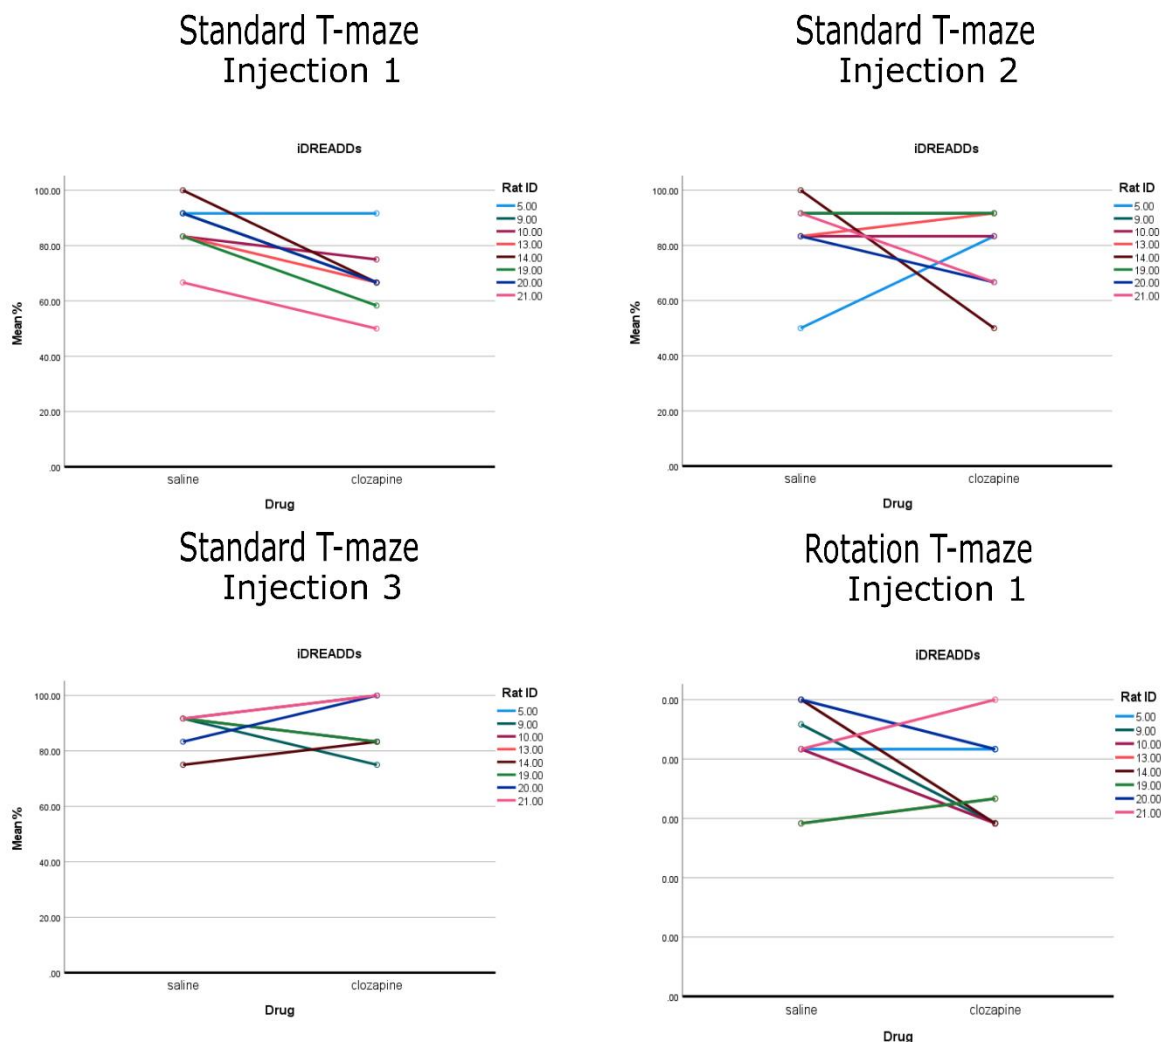 Standard T-maze
Injection 1
iDREADDs
Mean %
100.00
80.00
60.00
40.00
20.00
.00
saline
clozapine
Drug
Rat ID
5.00
9.00
10.00
13.00
14.00
19.00
20.00
21.00
Standard T-maze
Injection 2
iDREADDs
Mean %
100.00
80.00
60.00
40.00
20.00
.00
saline
clozapine
Drug
Rat ID
5.00
9.00
10.00
13.00
14.00
19.00
20.00
21.00
Standard T-maze
Injection 3
iDREADDs
Mean %
100.00
80.00
60.00
40.00
20.00
.00
saline
clozapine
Drug
Rat ID
5.00
9.00
10.00
13.00
14.00
19.00
20.00
21.00
Rotation T-maze
Injection 1
iDREADDs
0.00
0.00
0.00
0.00
0.00
.00
saline
clozapine
Drug
Rat ID
5.00
9.00
10.00
13.00
14.00
19.00
20.00
21.00